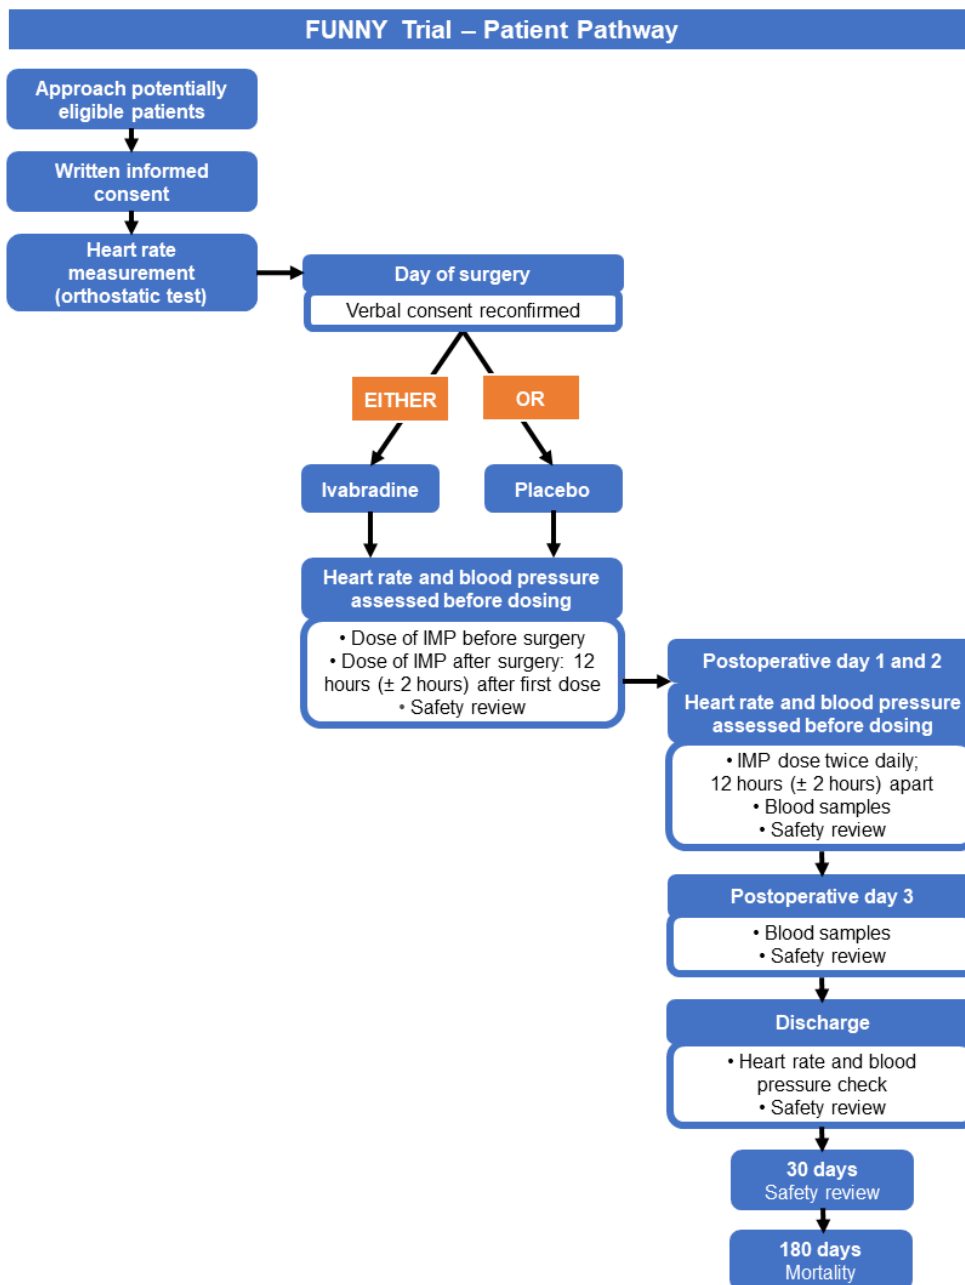 FUNNY Trial – Patient Pathway
Approach potentially
eligible patients
Written informed
consent
Heart rate
measurement
(orthostatic test)
Day of surgery
Verbal consent reconfirmed
EITHER
OR
Ivabradine
Placebo
Heart rate and blood pressure
assessed before dosing
• Dose of IMP before surgery
• Dose of IMP after surgery: 12
hours (± 2 hours) after first dose
• Safety review
Postoperative day 1 and 2
Heart rate and blood pressure
assessed before dosing
• IMP dose twice daily;
12 hours (± 2 hours) apart
• Blood samples
• Safety review
Postoperative day 3
• Blood samples
• Safety review
Discharge
• Heart rate and blood
pressure check
• Safety review
30 days
Safety review
180 days
Mortality